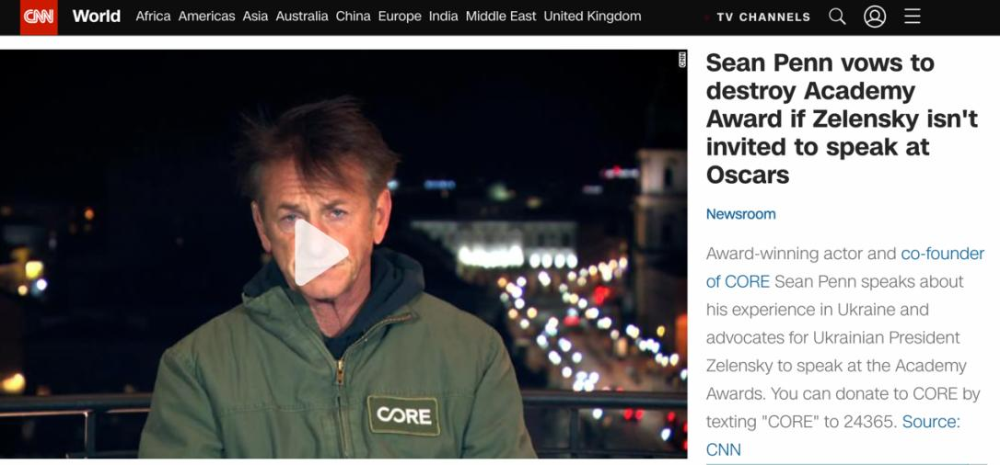 CNN World Africa Americas Asia Australia China Europe India Middle East United Kingdom TV CHANNELS
CNN
Sean Penn vows to
destroy Academy
Award if Zelensky isn't
invited to speak at
Oscars
Newsroom
Award-winning actor and co-founder
of CORE Sean Penn speaks about
his experience in Ukraine and
advocates for Ukrainian President
Zelensky to speak at the Academy
Awards. You can donate to CORE by
texting "CORE" to 24365. Source:
CNN
CORE